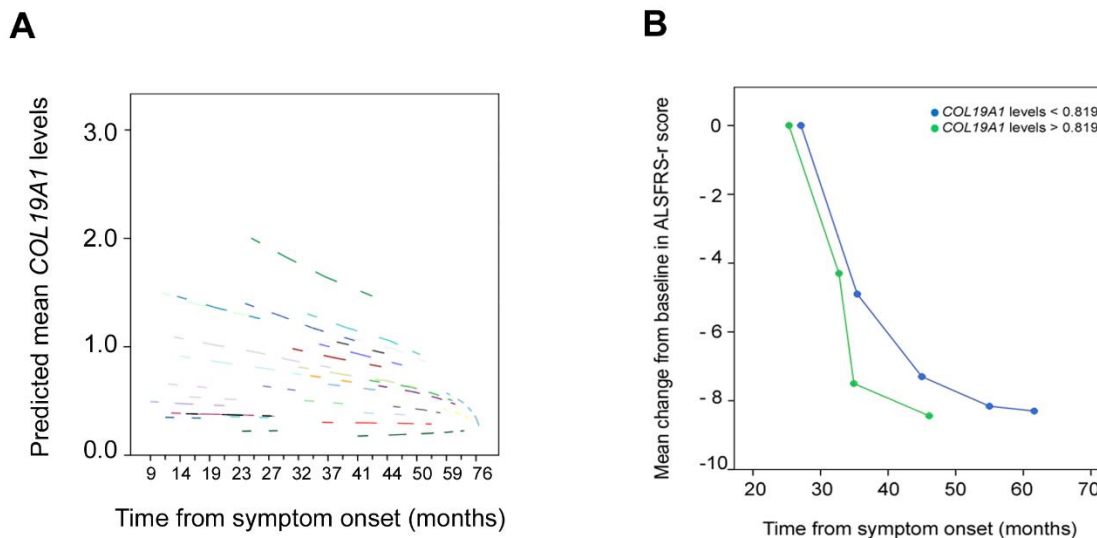 A
Predicted mean COL19A1 levels
3.0
2.0
1.0
0.0
9 14 19 23 27 32 37 41 44 50 59 76
Time from symptom onset (months)
B
Mean change from baseline in ALSFRS-r score
COL19A1 levels < 0.819
COL19A1 levels > 0.819
0
- 2
- 4
- 6
- 8
-10
20 30 40 50 60 70
Time from symptom onset (months)